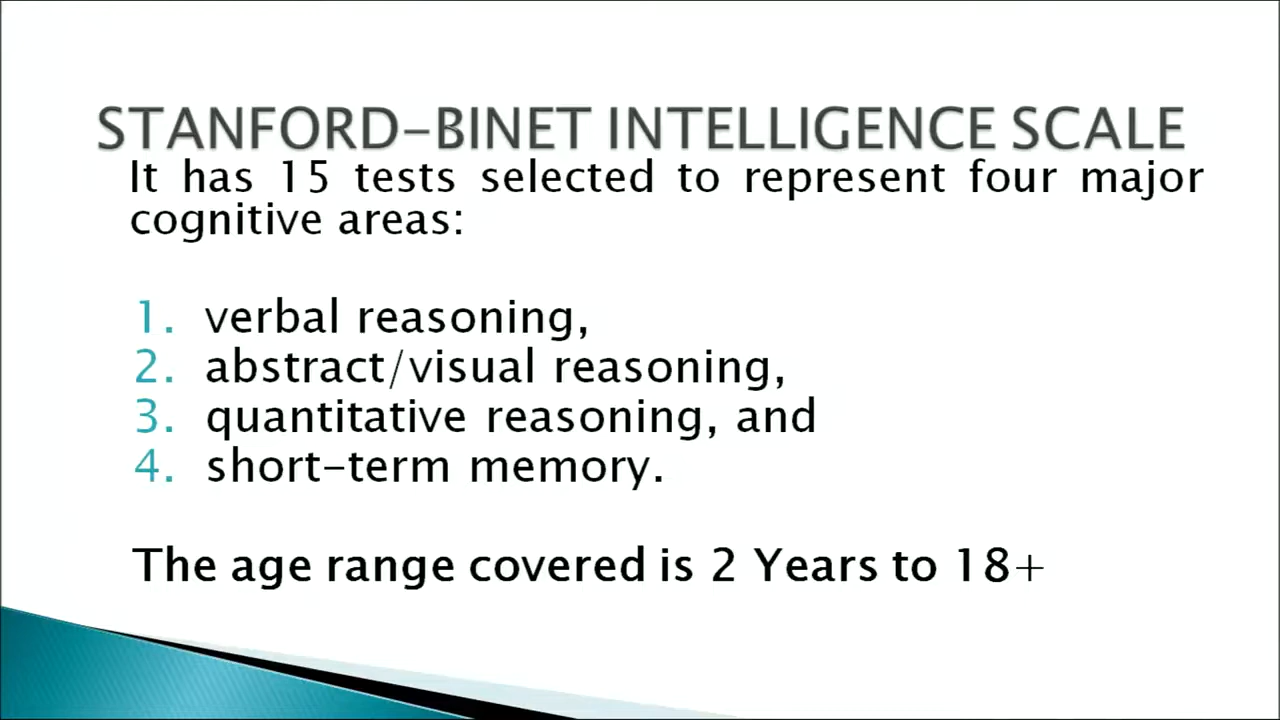 STANFORD-BINET INTELLIGENCE SCALE
It has 15 tests selected to represent four major
cognitive areas:
1. verbal reasoning,
2. abstract/visual reasoning,
3. quantitative reasoning, and
4. short-term memory.
The age range covered is 2 Years to 18+